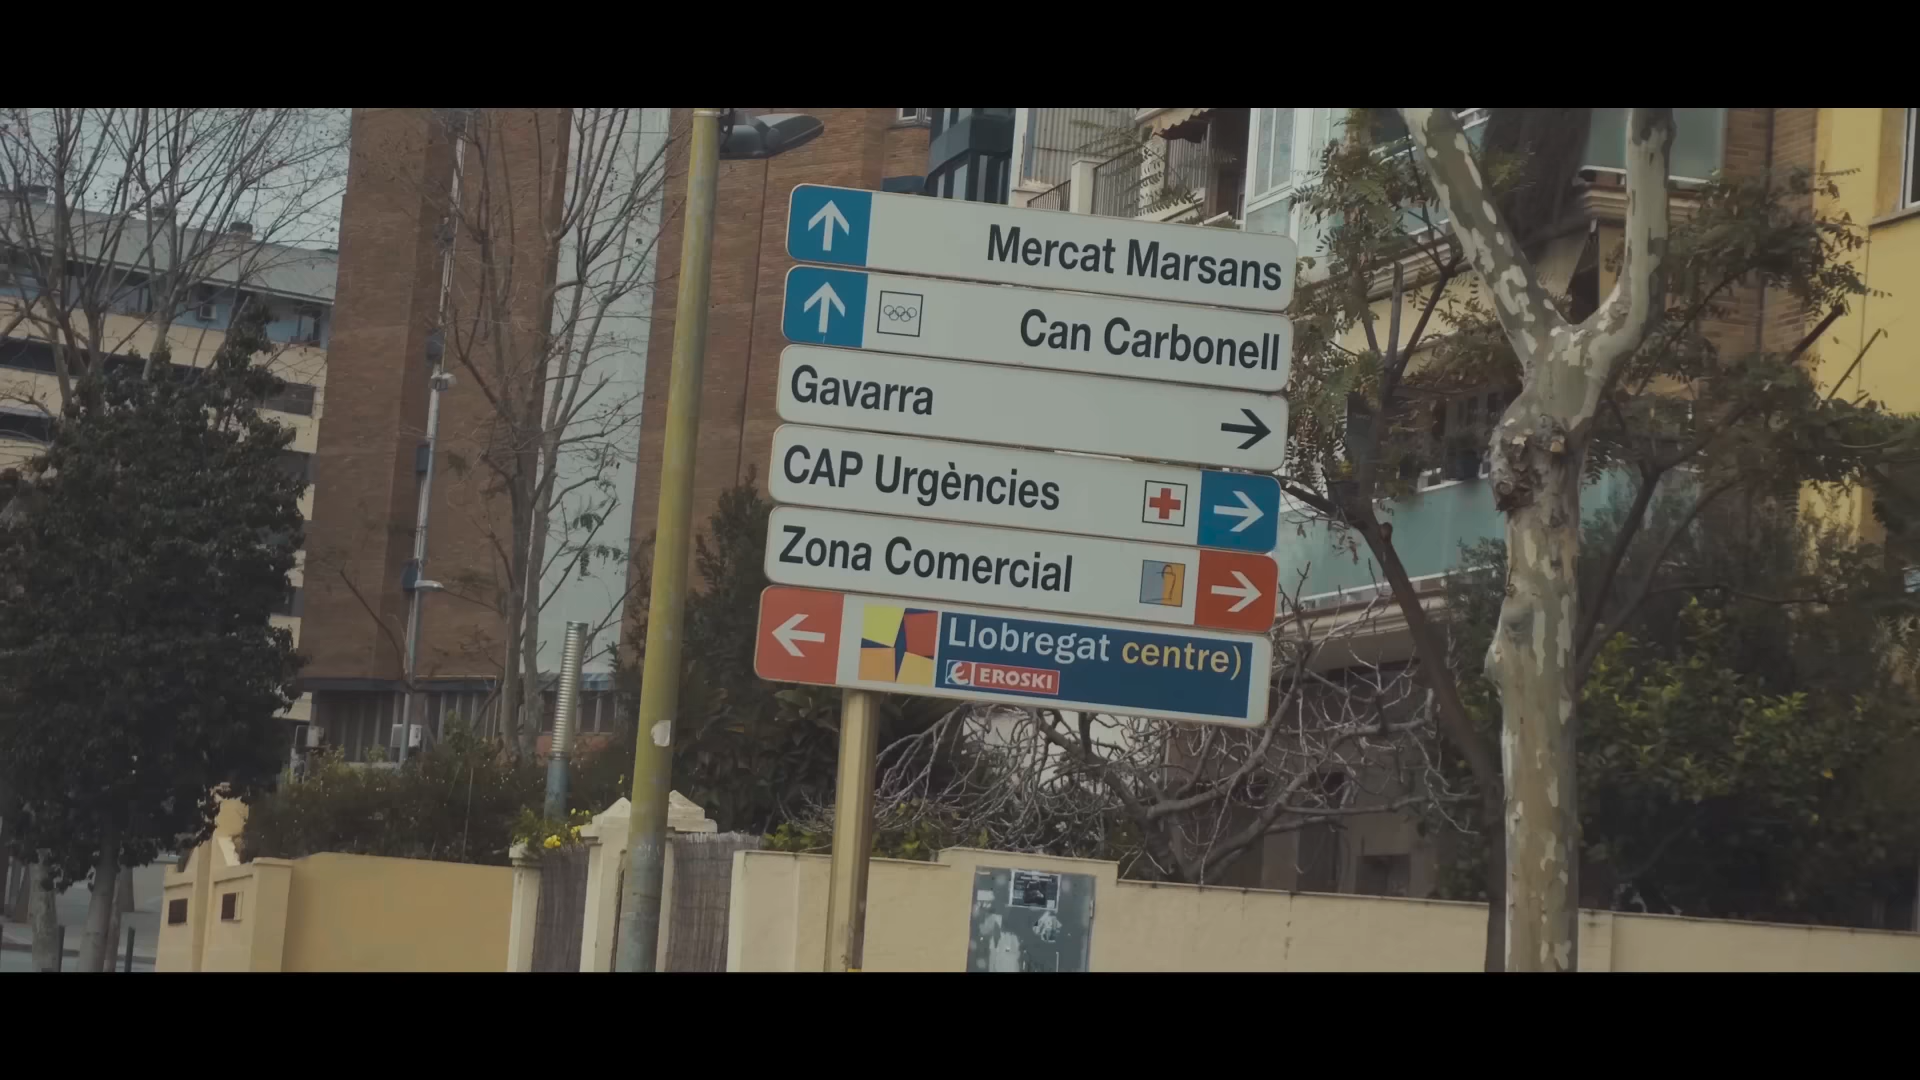 Mercat Marsans
Can Carbonell
Gavarra
CAP Urgències
Zona Comercial
Llobregat centre)
EROSKI